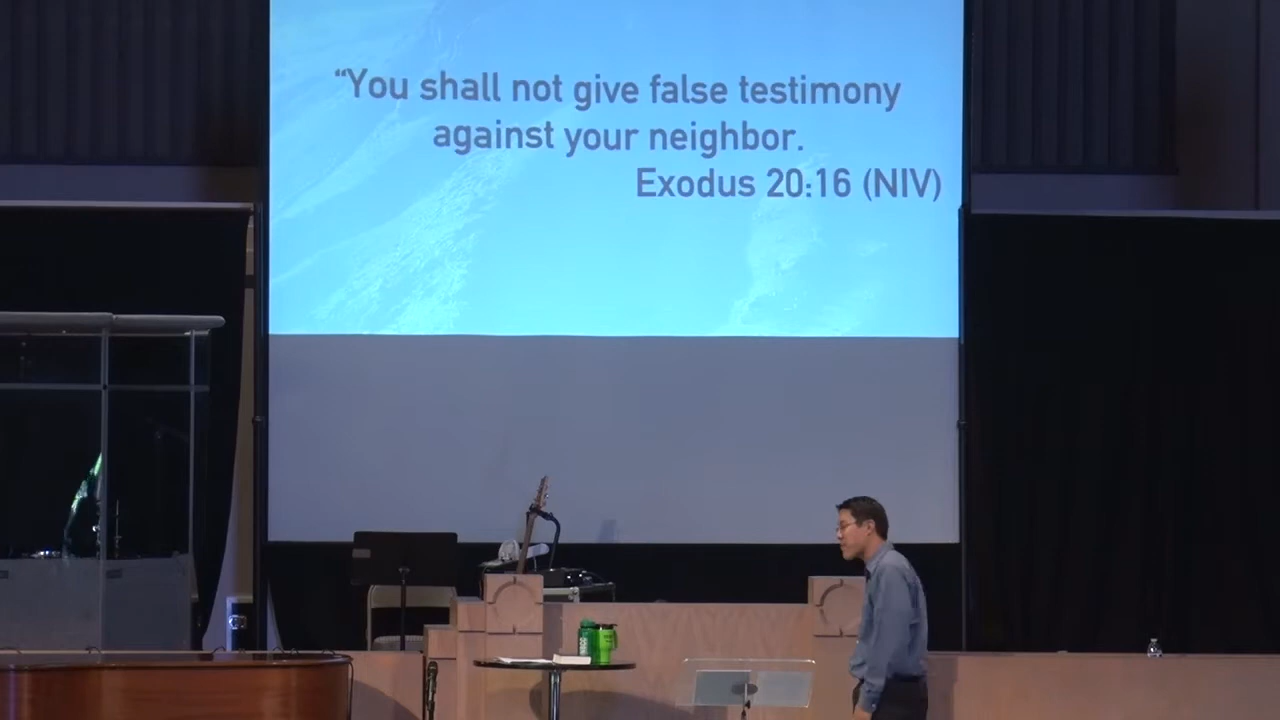 “You shall not give false testimony
against your neighbor.
Exodus 20:16 (NIV)